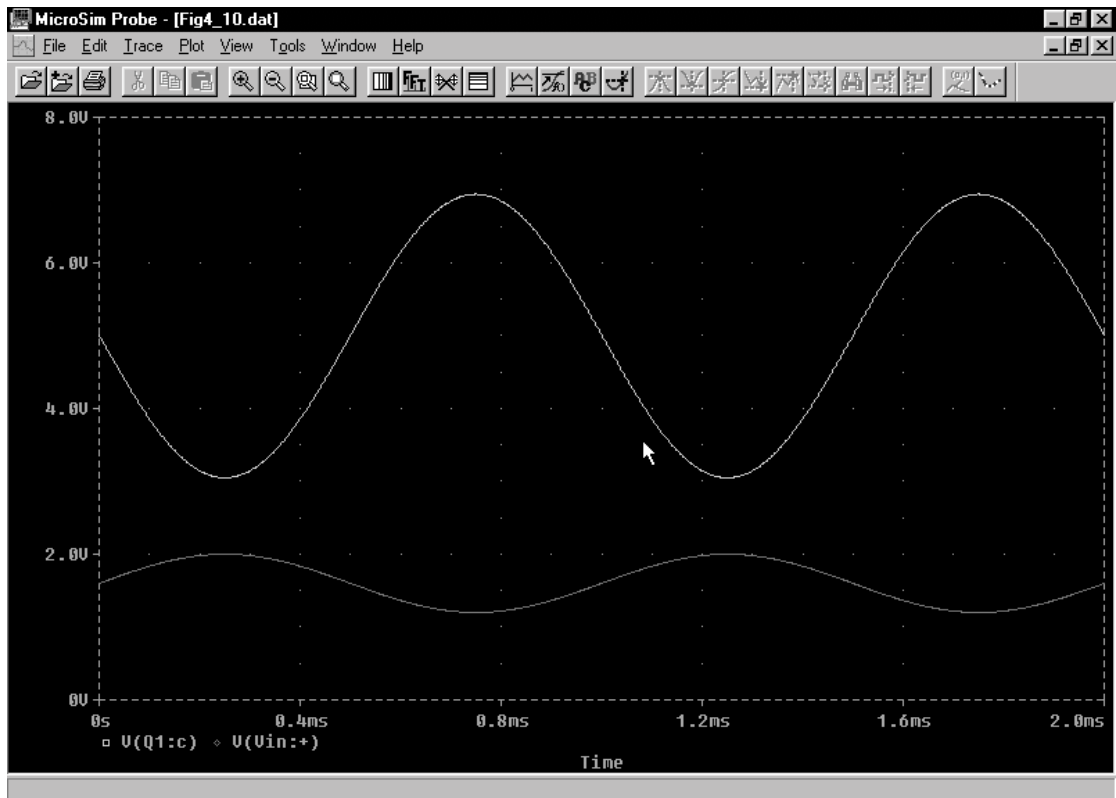 MicroSim Probe - [Fig4_10.dat]
File Edit Trace Plot View Tools Window Help
FFT
8.0V
6.0V
4.0V
2.0V
0V
0s 0.4ms 0.8ms 1.2ms 1.6ms 2.0ms
V(Q1:c) V(Vin:+)
Time